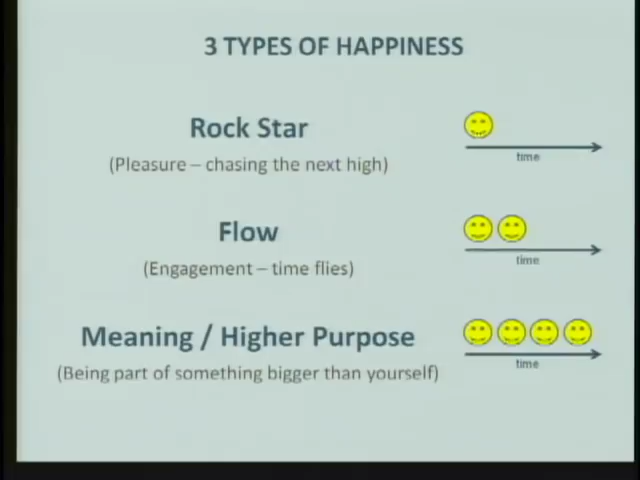 3 TYPES OF HAPPINESS
Rock Star
(Pleasure – chasing the next high)
time
Flow
(Engagement – time flies)
time
Meaning / Higher Purpose
(Being part of something bigger than yourself)
time